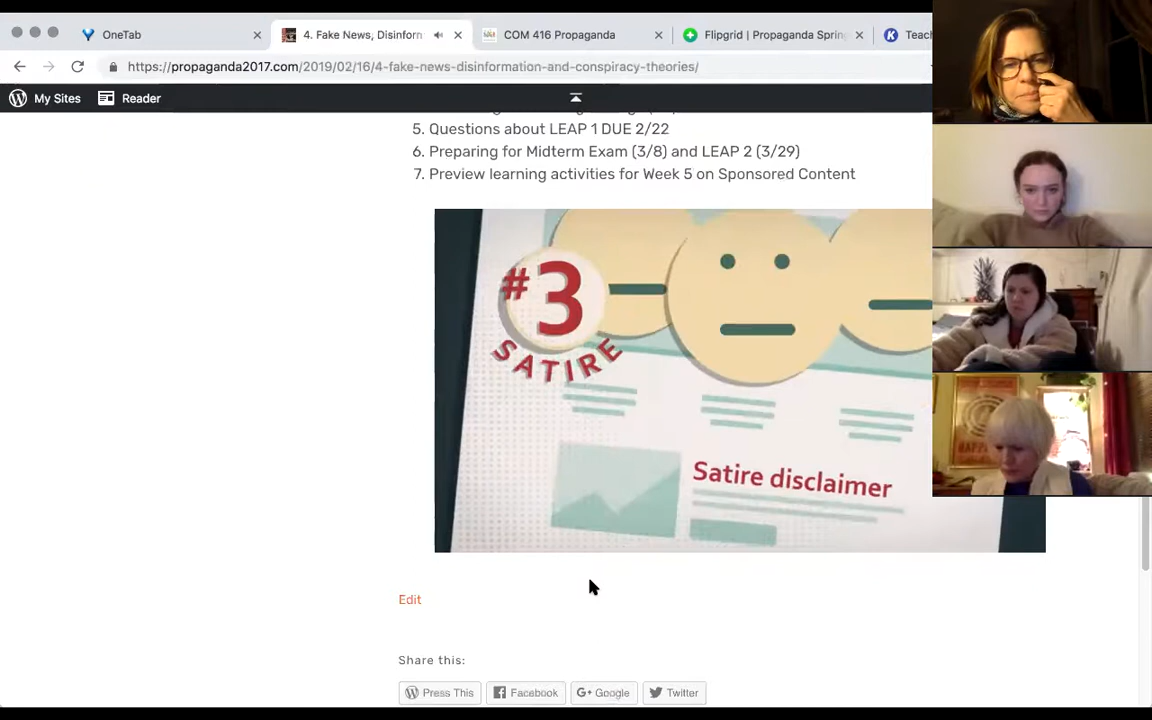 OneTab
4. Fake News, Disinforn
COM 416 Propaganda
Flipgrid | Propaganda Spring
Teach
https://propaganda2017.com/2019/02/16/4-fake-news-disinformation-and-conspiracy-theories/
My Sites
Reader
5. Questions about LEAP 1 DUE 2/22
6. Preparing for Midterm Exam (3/8) and LEAP 2 (3/29)
7. Preview learning activities for Week 5 on Sponsored Content
#3
SATIRE
Satire disclaimer
Edit
Share this:
Press This
Facebook
G+ Google
Twitter